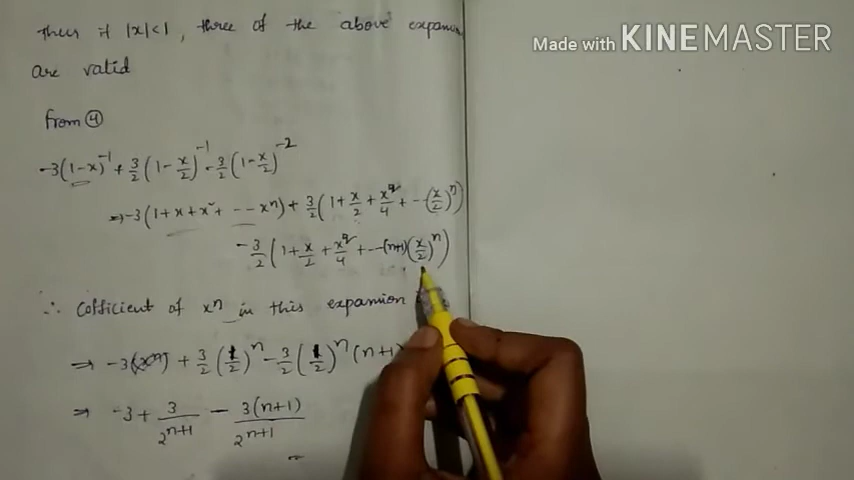 Thus if |x|<1, three of the above expansion
Made with KINEMASTER
are valid
from ④
-3(1-x)⁻¹ + 3/2(1-x/2)⁻¹ - 3/2(1-x/2)⁻²
⇒ -3(1+x+x²+ --- xⁿ) + 3/2(1+x/2+x²/4+ --(x/2)ⁿ)
-3/2(1+x/2+x²/4+---(n+1)(x/2)ⁿ)
∴ Cofficient of xⁿ in this expansion
⇒ -3 + 3/2(1/2)ⁿ - 3/2(1/2)ⁿ(n+1)
⇒ -3 + 3/2ⁿ⁺¹ - 3(n+1)/2ⁿ⁺¹